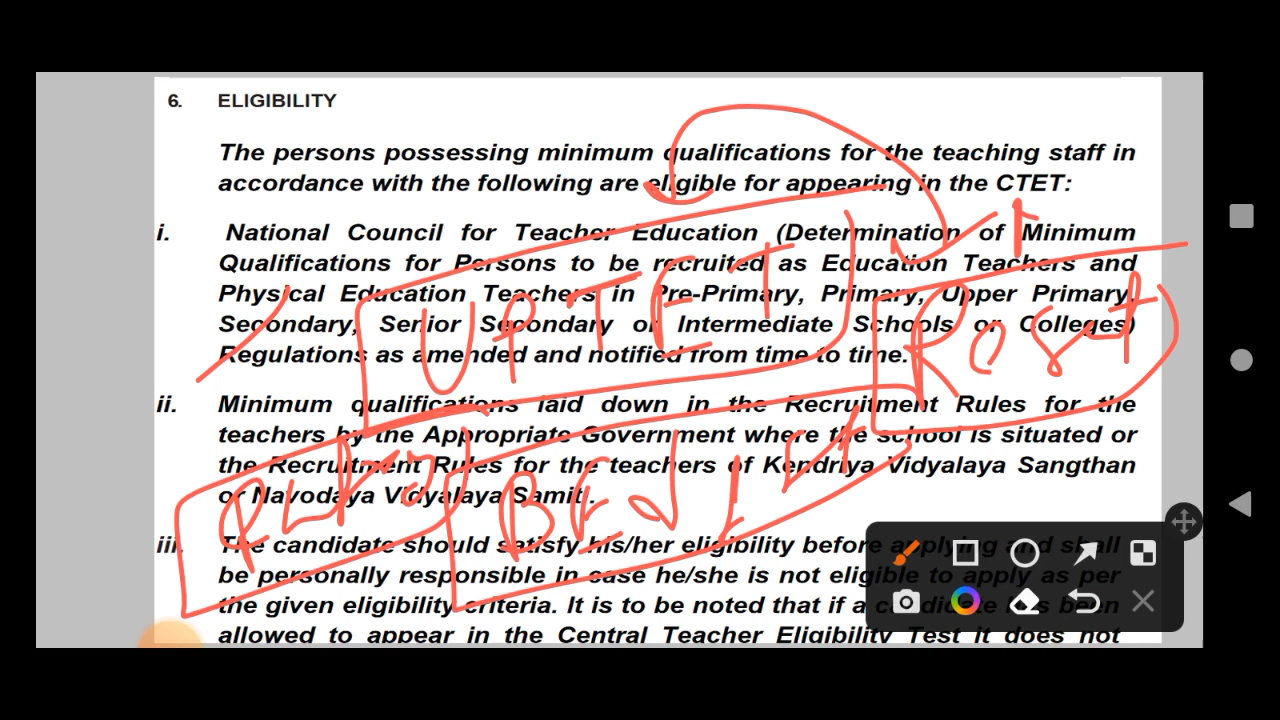 6. ELIGIBILITY
The persons possessing minimum qualifications for the teaching staff in
accordance with the following are eligible for appearing in the CTET:
i. National Council for Teacher Education (Determination of Minimum
Qualifications for Persons to be recruited as Education Teachers and
Physical Education Teachers in Pre-Primary, Primary, Upper Primary,
Secondary, Senior Secondary or Intermediate Schools or Colleges)
Regulations as amended and notified from time to time.
UPTET
ii. Minimum qualifications laid down in the Recruitment Rules for the
teachers by the Appropriate Government where the school is situated or
the Recruitment Rules for the teachers of Kendriya Vidyalaya Sangthan
or Navodaya Vidyalaya Samiti.
iii. The candidate should satisfy his/her eligibility before applying and shall
be personally responsible in case he/she is not eligible to apply as per
the given eligibility criteria. It is to be noted that if a candidate has been
allowed to appear in the Central Teacher Eligibility Test it does not